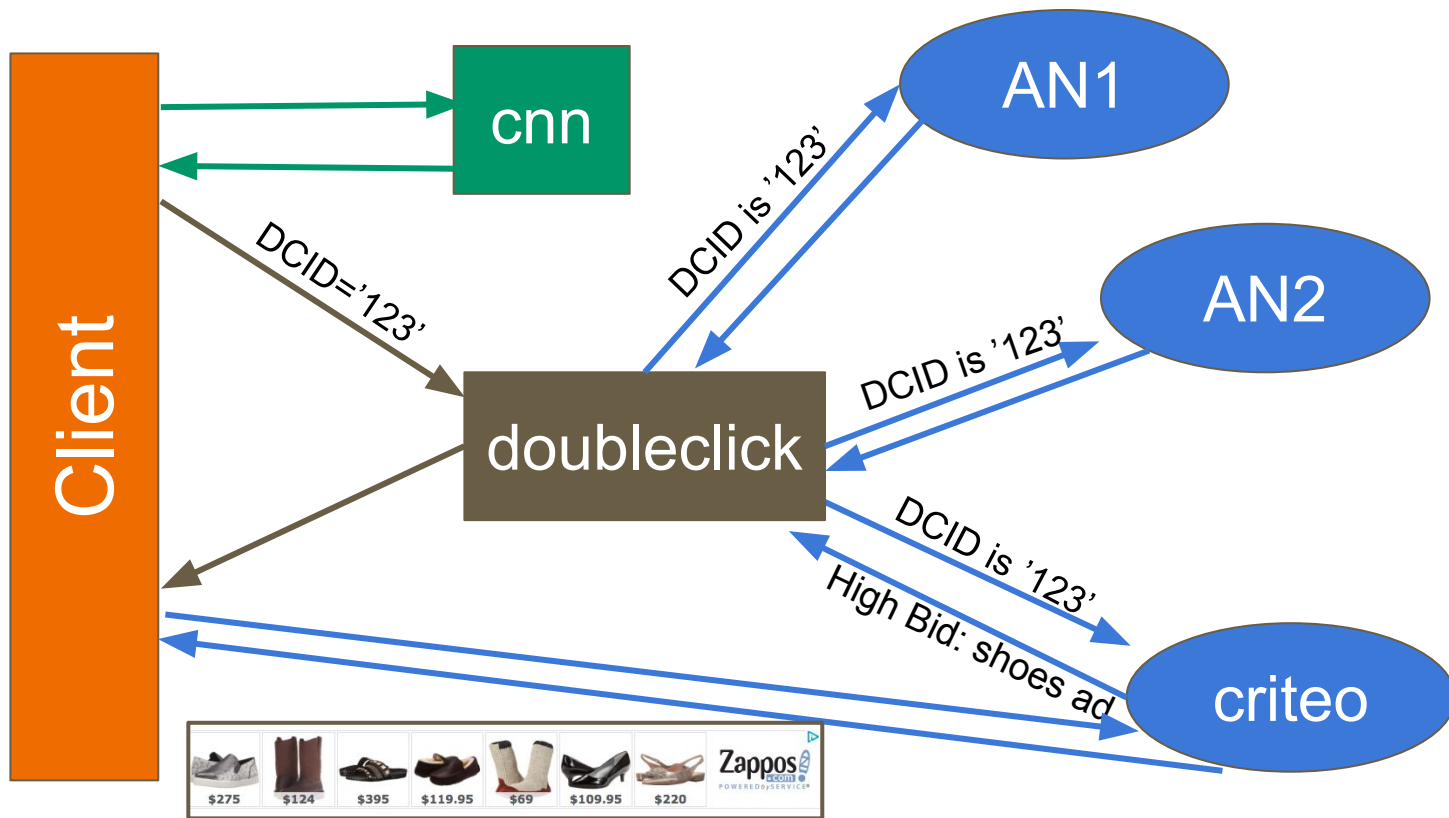 Client
cnn
AN1
DCID is ’123’
DCID=’123’
AN2
DCID is ’123’
doubleclick
DCID is ’123’
High Bid: shoes ad
criteo
$275
$124
$395
$119.95
$69
$109.95
$220
Zappos
.com
POWERED by SERVICE®